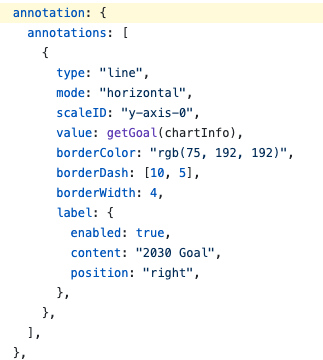 annotation: {
  annotations: [
    {
      type: "line",
      mode: "horizontal",
      scaleID: "y-axis-0",
      value: getGoal(chartInfo),
      borderColor: "rgb(75, 192, 192)",
      borderDash: [10, 5],
      borderWidth: 4,
      label: {
        enabled: true,
        content: "2030 Goal",
        position: "right",
      },
    },
  ],
},